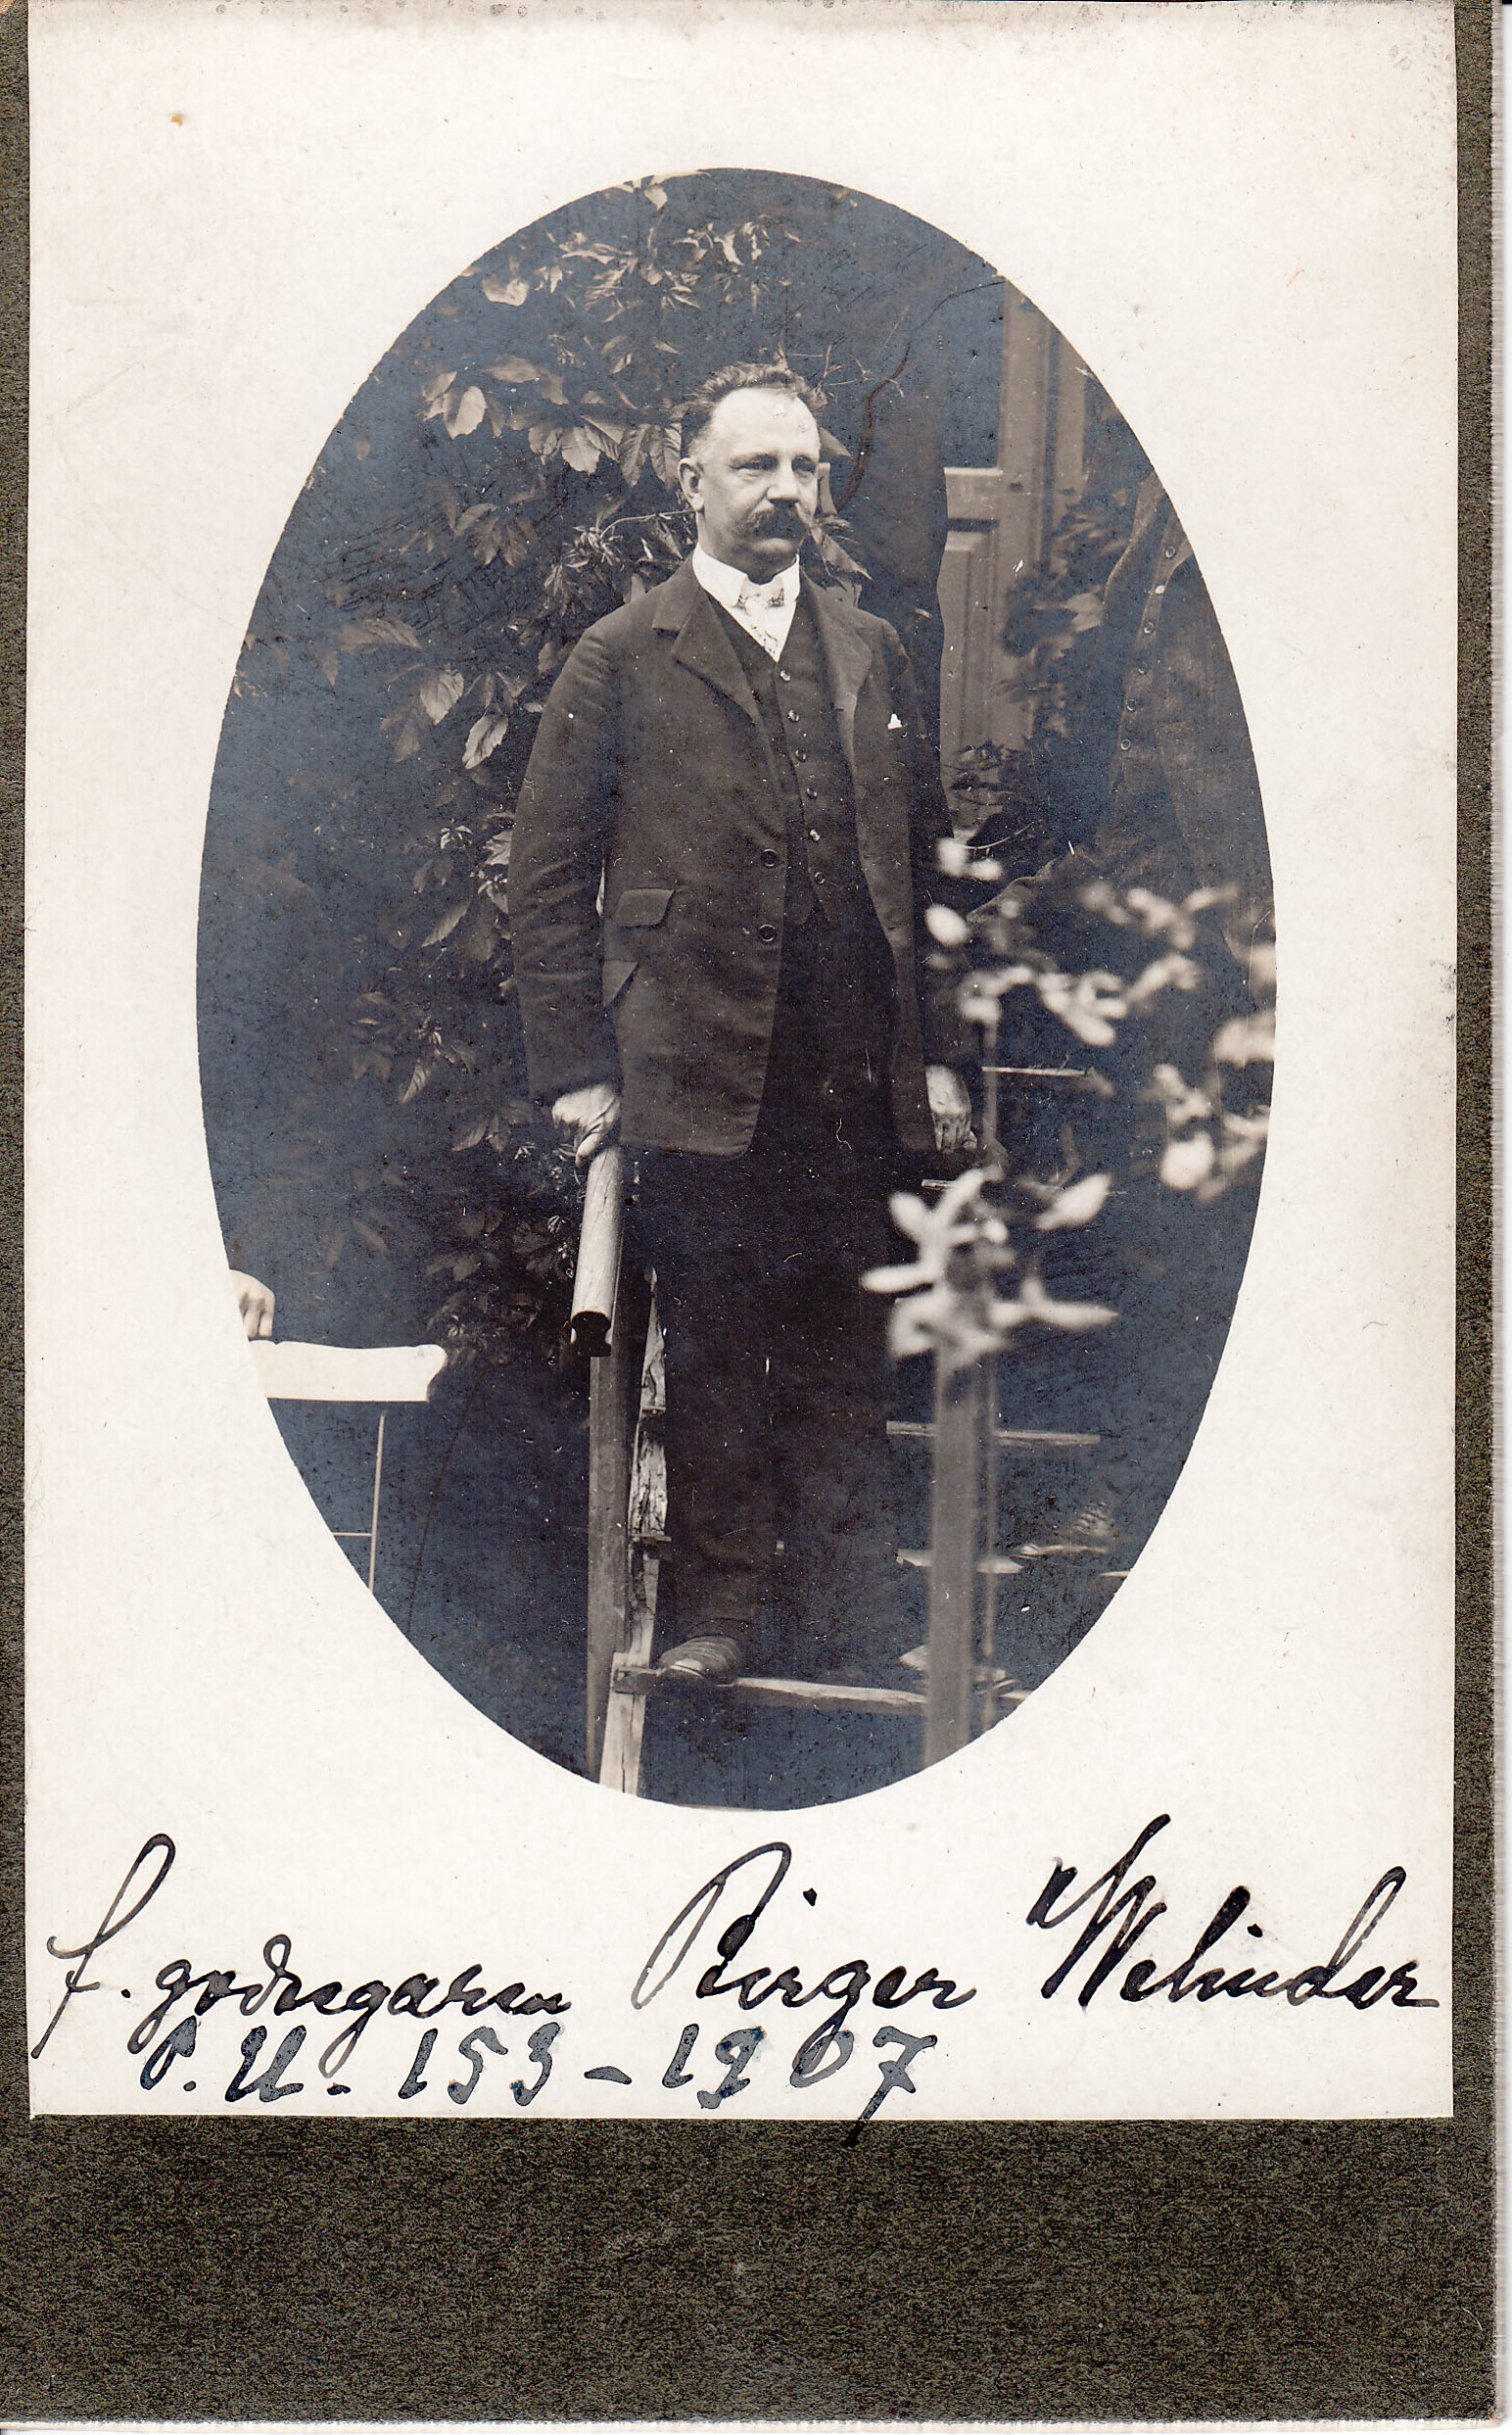 f. godsegaren Birger Welinder
P.U. - 153 - 1907